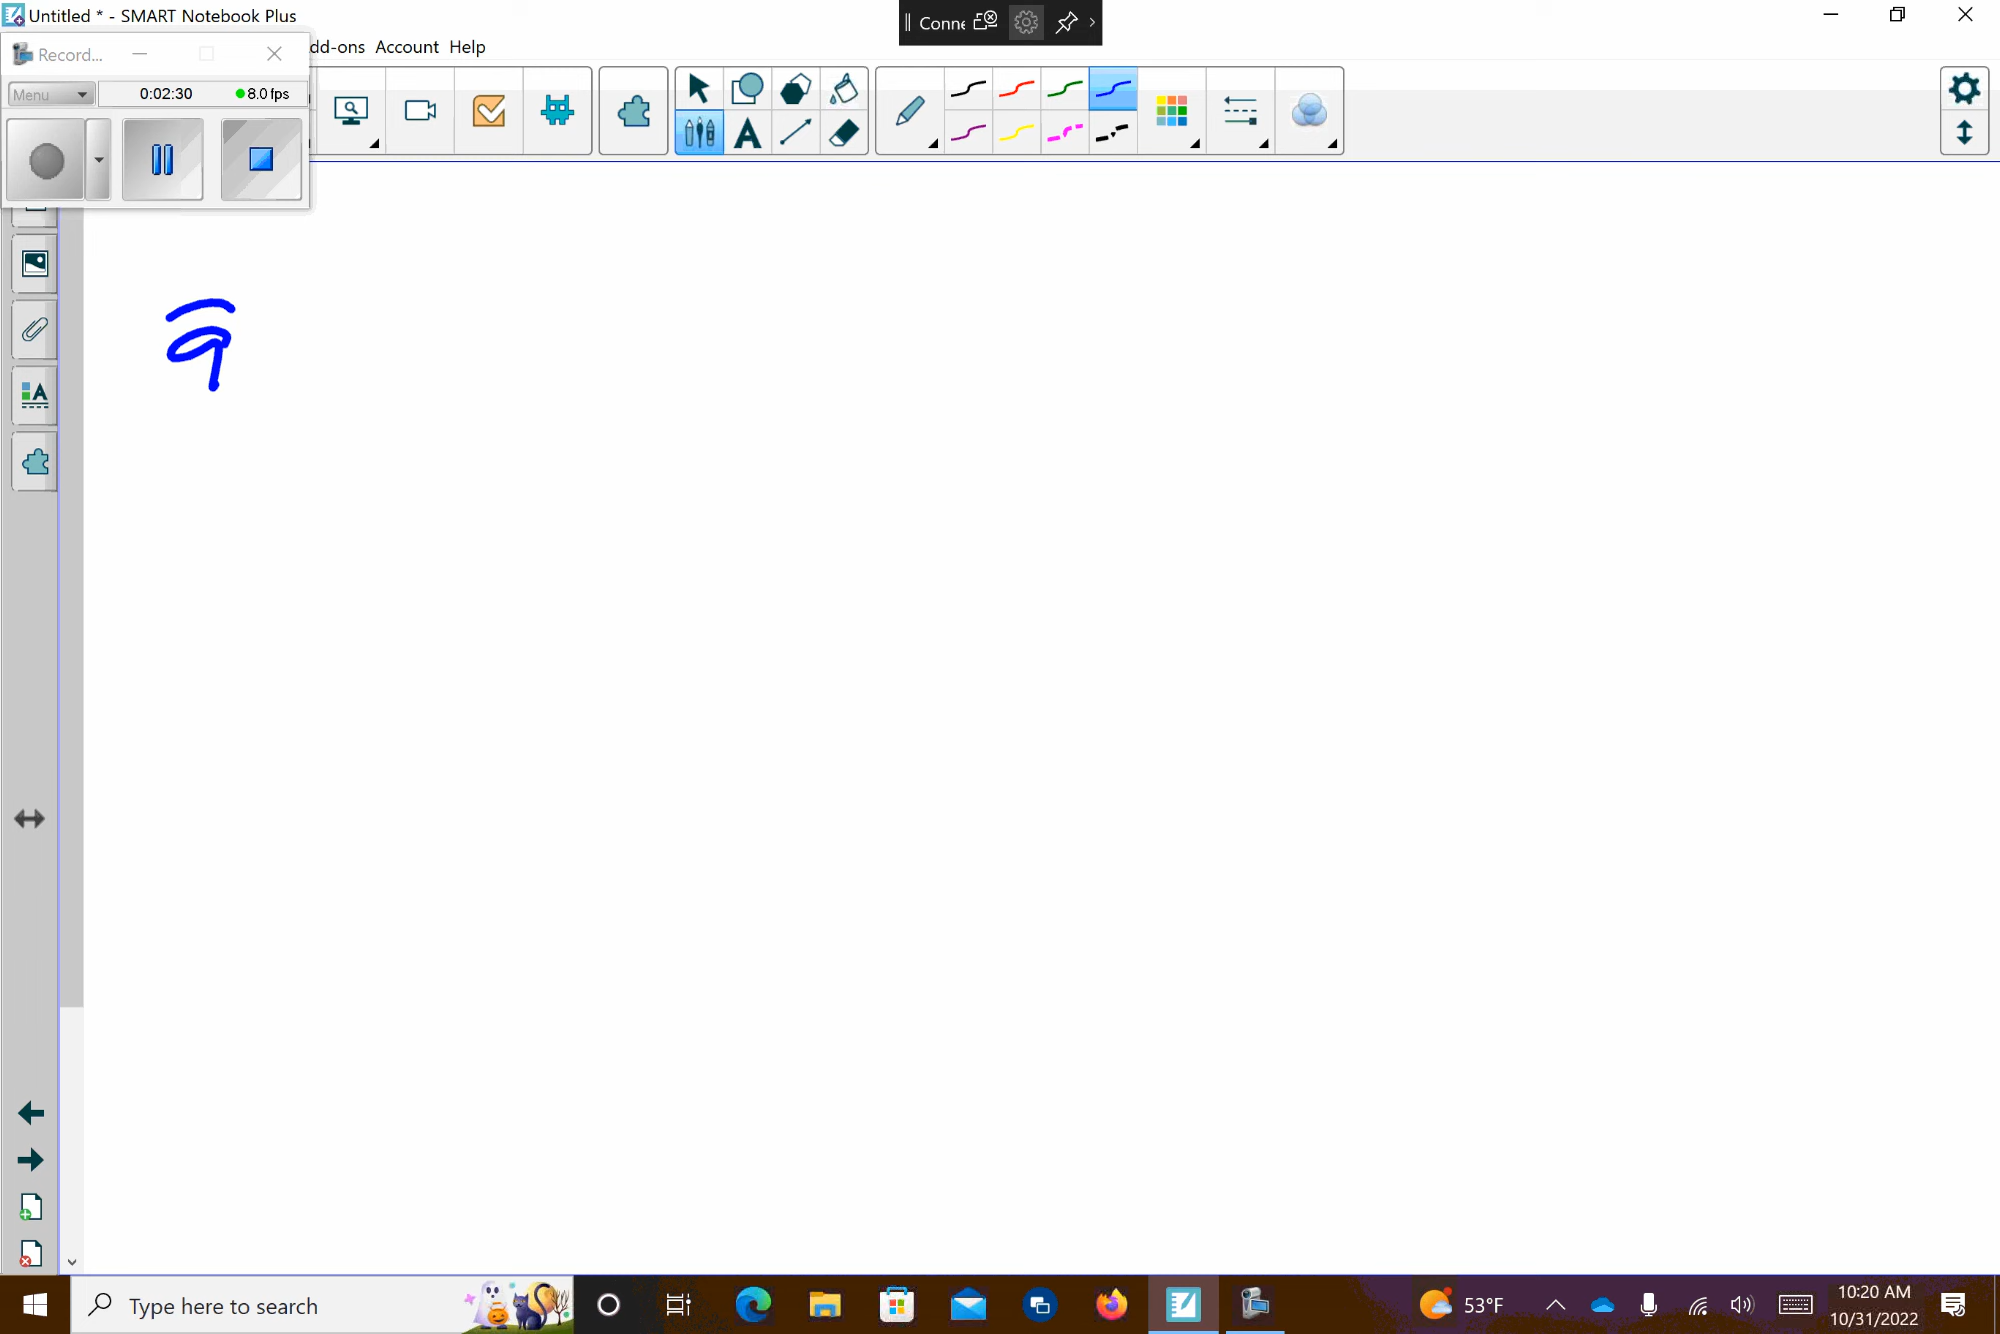 Untitled * - SMART Notebook Plus
Conne
Record...
dd-ons Account Help
Menu
0:02:30
8.0 fps
A
A
Type here to search
53°F
10:20 AM
10/31/2022